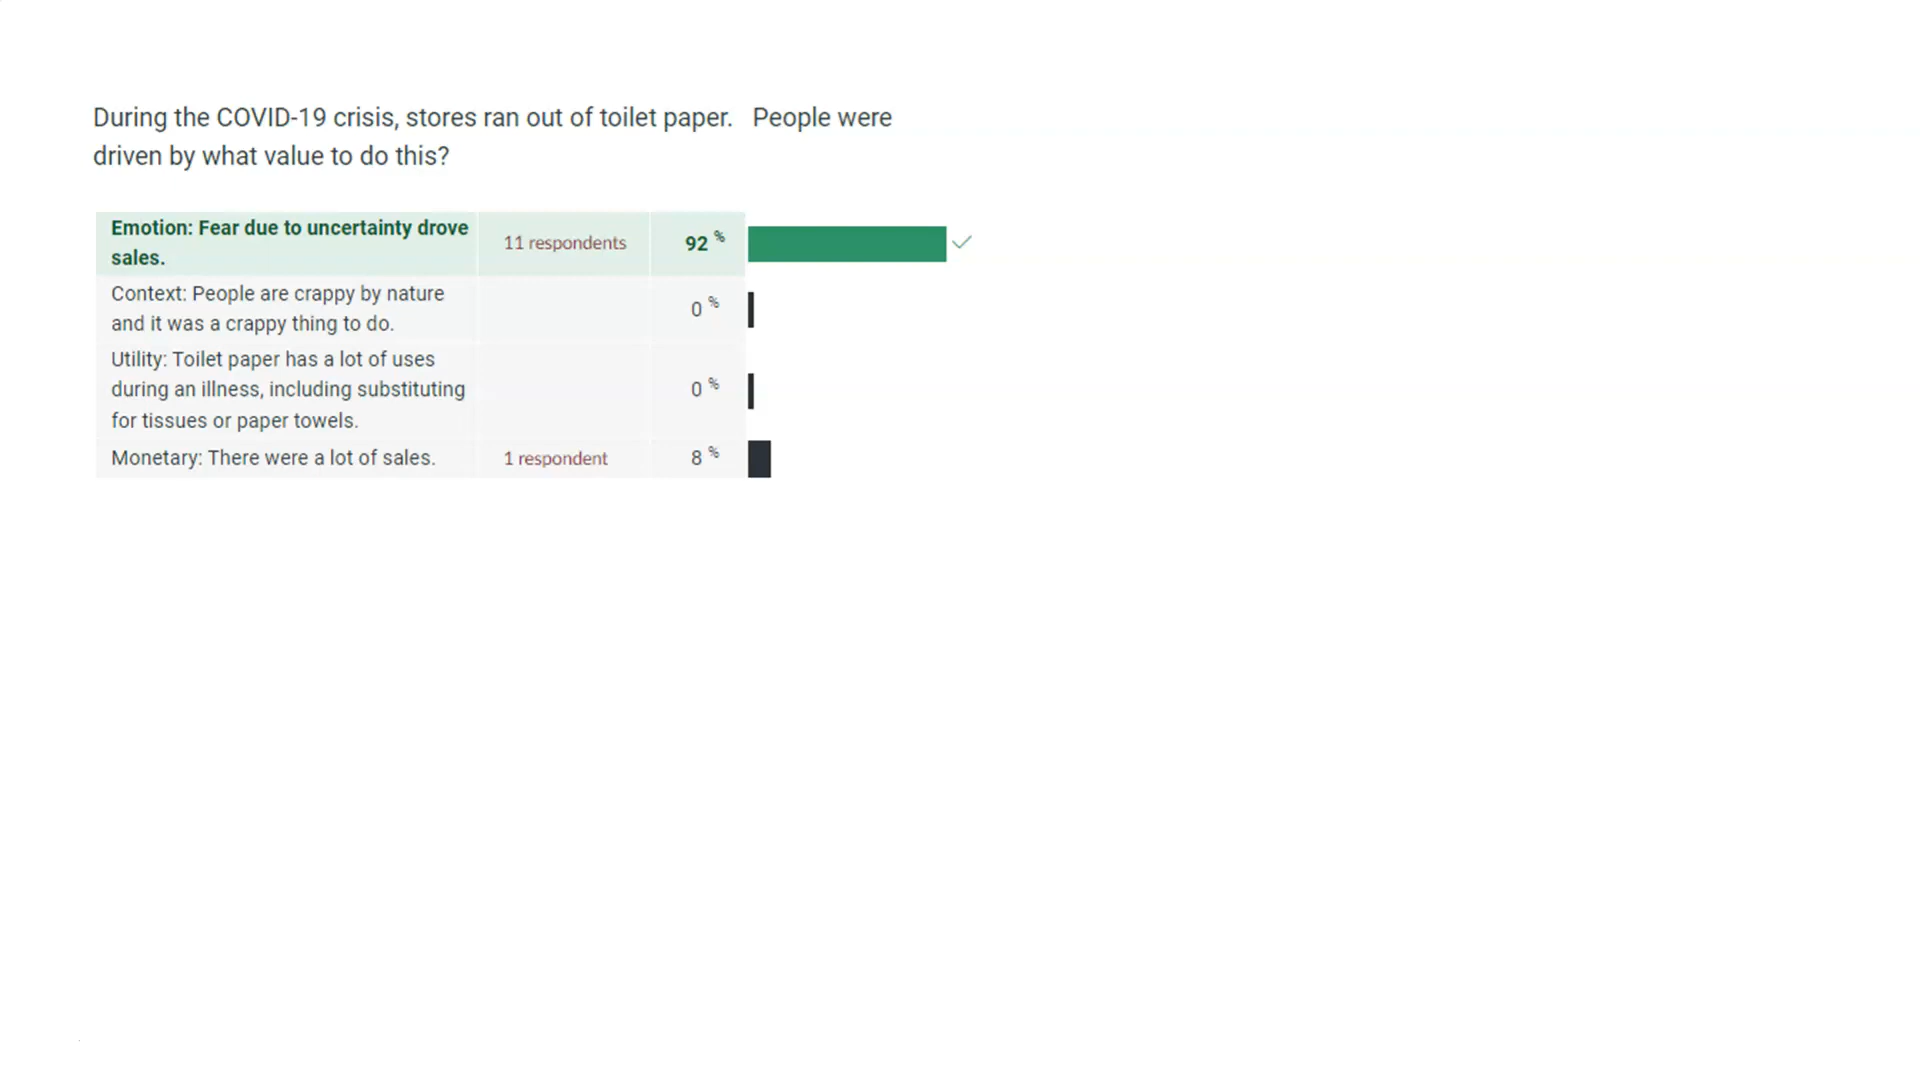 During the COVID-19 crisis, stores ran out of toilet paper. People were
driven by what value to do this?
Emotion: Fear due to uncertainty drove
sales.
11 respondents
92 %
Context: People are crappy by nature
and it was a crappy thing to do.
0 %
Utility: Toilet paper has a lot of uses
during an illness, including substituting
for tissues or paper towels.
0 %
Monetary: There were a lot of sales.
1 respondent
8 %